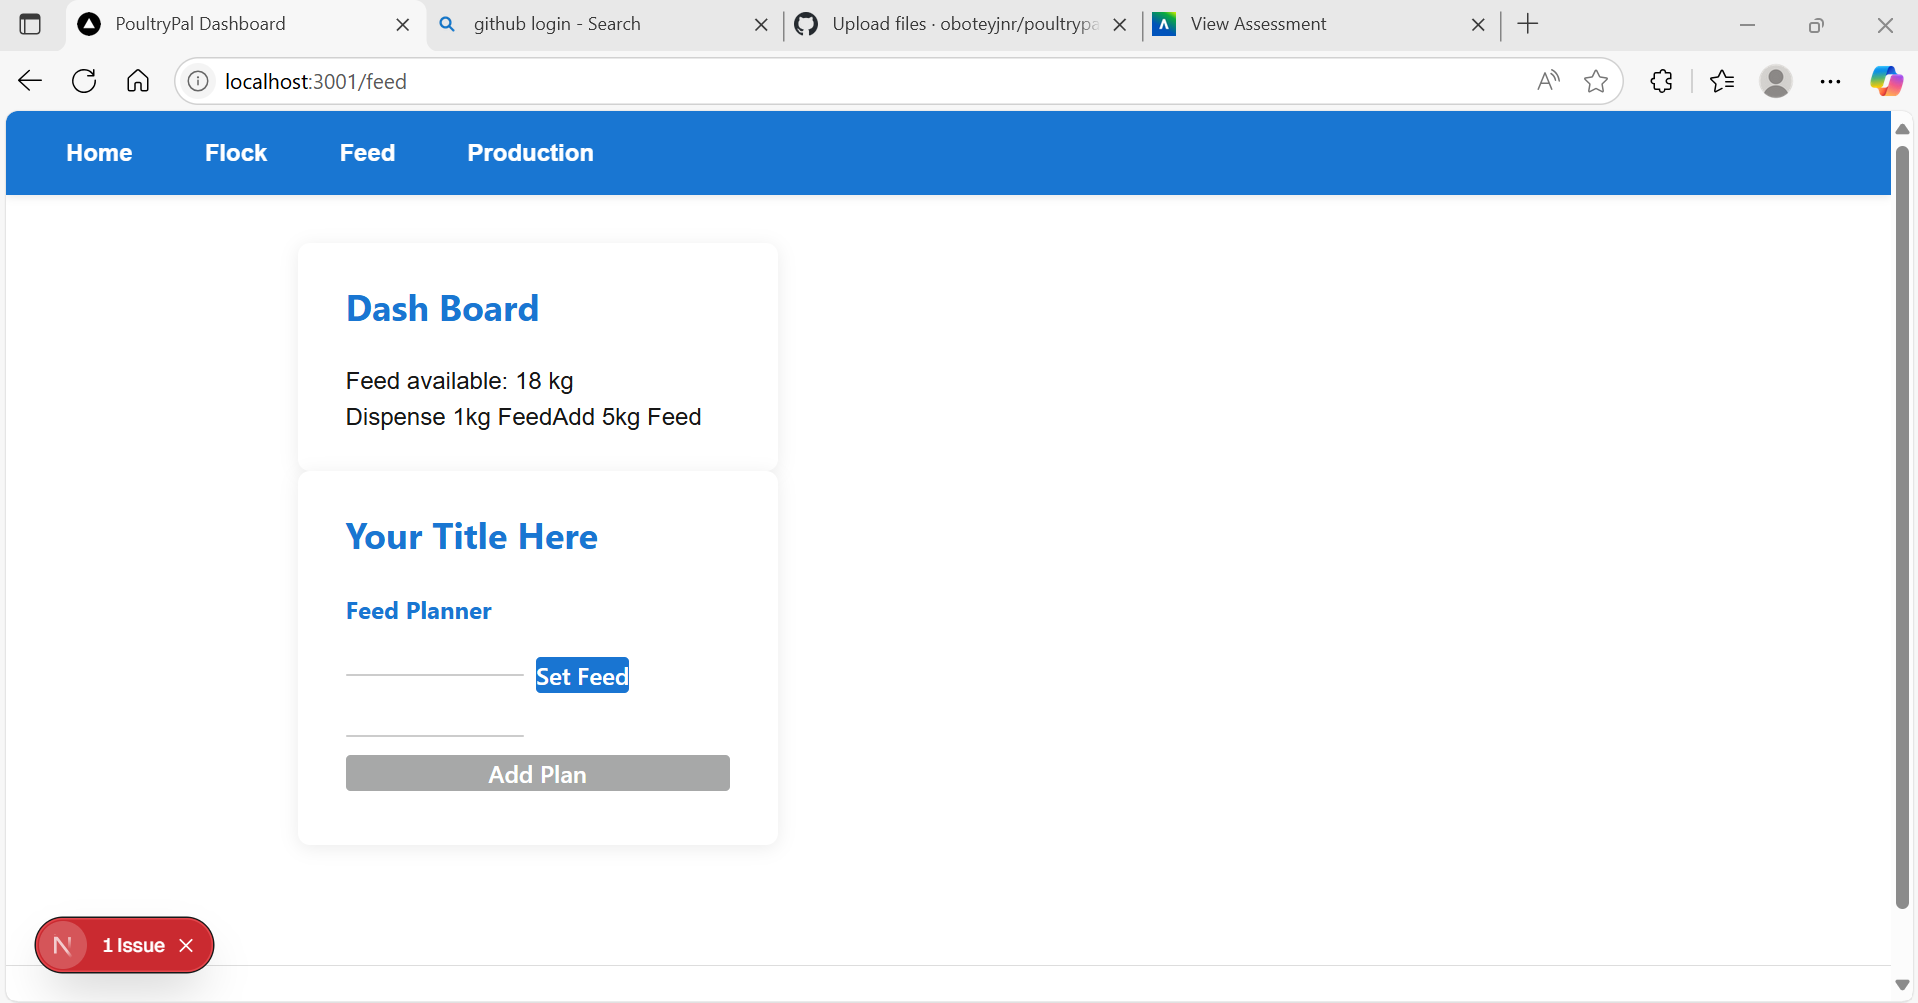 PoultryPal Dashboard
github login - Search
Upload files · oboteyjnr/poultrypa
View Assessment
localhost:3001/feed
Home Flock Feed Production
Dash Board
Feed available: 18 kg
Dispense 1kg FeedAdd 5kg Feed
Your Title Here
Feed Planner
Set Feed
Add Plan
N 1 Issue